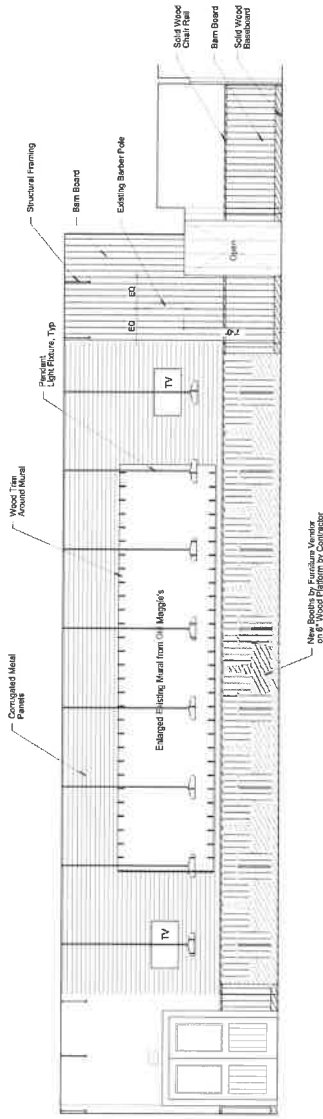 Corrugated Metal
Panels
Wood Trim
Around Mural
Pendant
Light Fixture, Typ
Structural Framing
Barn Board
Existing Barber Pole
Solid Wood
Chair Rail
Barn Board
Solid Wood
Baseboard
TV
TV
EQ
EQ
Enlarged Existing Mural from Old Maggie's
Open
New Booths by Furniture Vendor
on 6" Wood Platform by Contractor